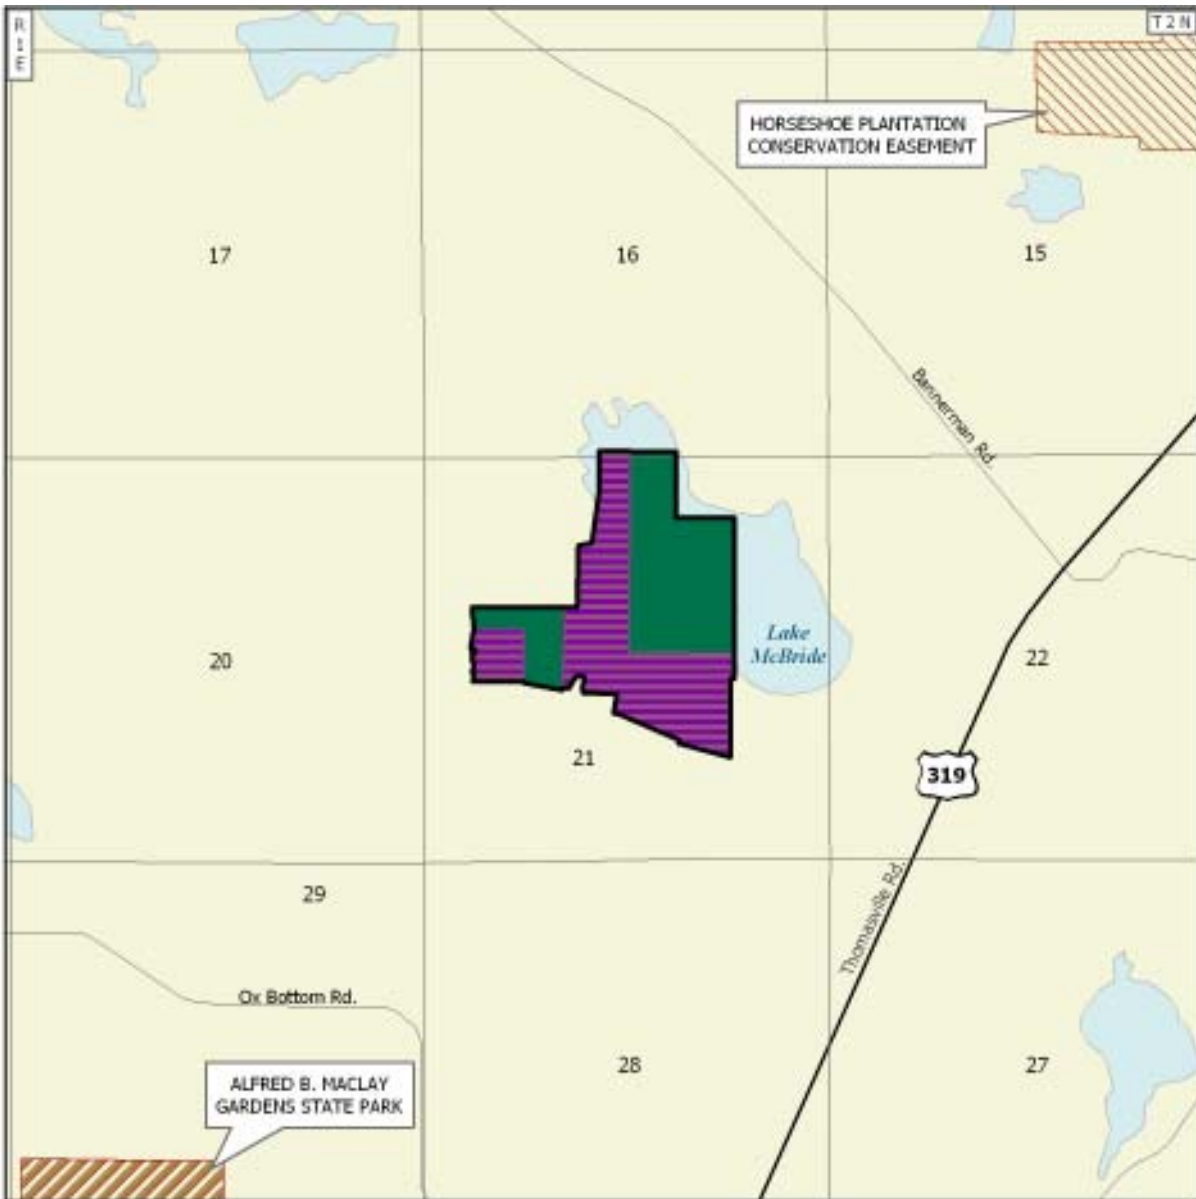 R
1
E
T 2 N
HORSESHOE PLANTATION
CONSERVATION EASEMENT
17
16
15
Bannerman Rd.
20
Lake
McBride
22
21
319
29
Thomasville Rd.
Ox Bottom Rd.
28
27
ALFRED B. MACLAY
GARDENS STATE PARK